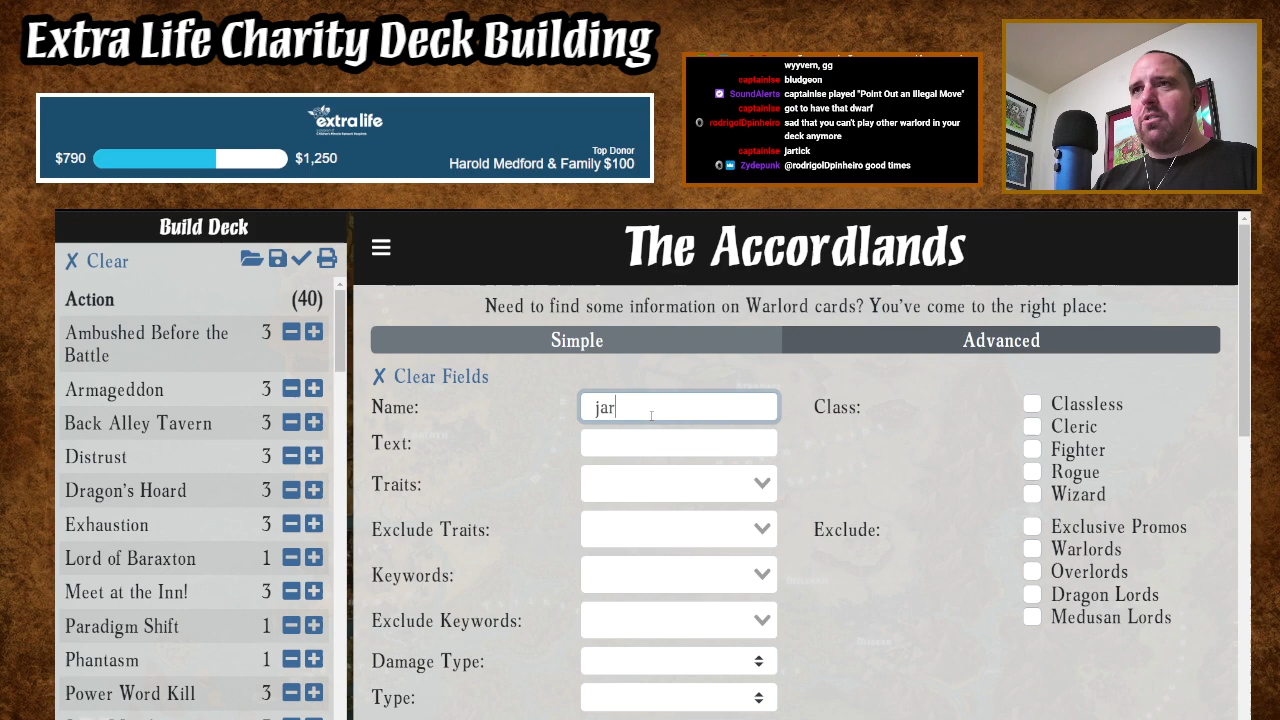 Extra Life Charity Deck Building
extralife
$790
$1,250
Top Donor
Harold Medford & Family $100
wyyvern, gg
captainise bludgeon
SoundAlerts captainise played "Point Out an Illegal Move"
captainise got to have that dwarf
rodrigolDpinheiro sad that you can't play other warlord in your
deck anymore
captainise jartick
Zydepunk @rodrigolDpinheiro good times
Build Deck
✗ Clear
Action (40)
Ambushed Before the 3
Battle
Armageddon 3
Back Alley Tavern 3
Distrust 3
Dragon's Hoard 3
Exhaustion 3
Lord of Baraxton 1
Meet at the Inn! 3
Paradigm Shift 1
Phantasm 1
Power Word Kill 3
The Accordlands
Need to find some information on Warlord cards? You've come to the right place:
Simple
Advanced
✗ Clear Fields
Name: jar
Text:
Traits:
Exclude Traits:
Keywords:
Exclude Keywords:
Damage Type:
Type:
Class:
Classless
Cleric
Fighter
Rogue
Wizard
Exclude:
Exclusive Promos
Warlords
Overlords
Dragon Lords
Medusan Lords